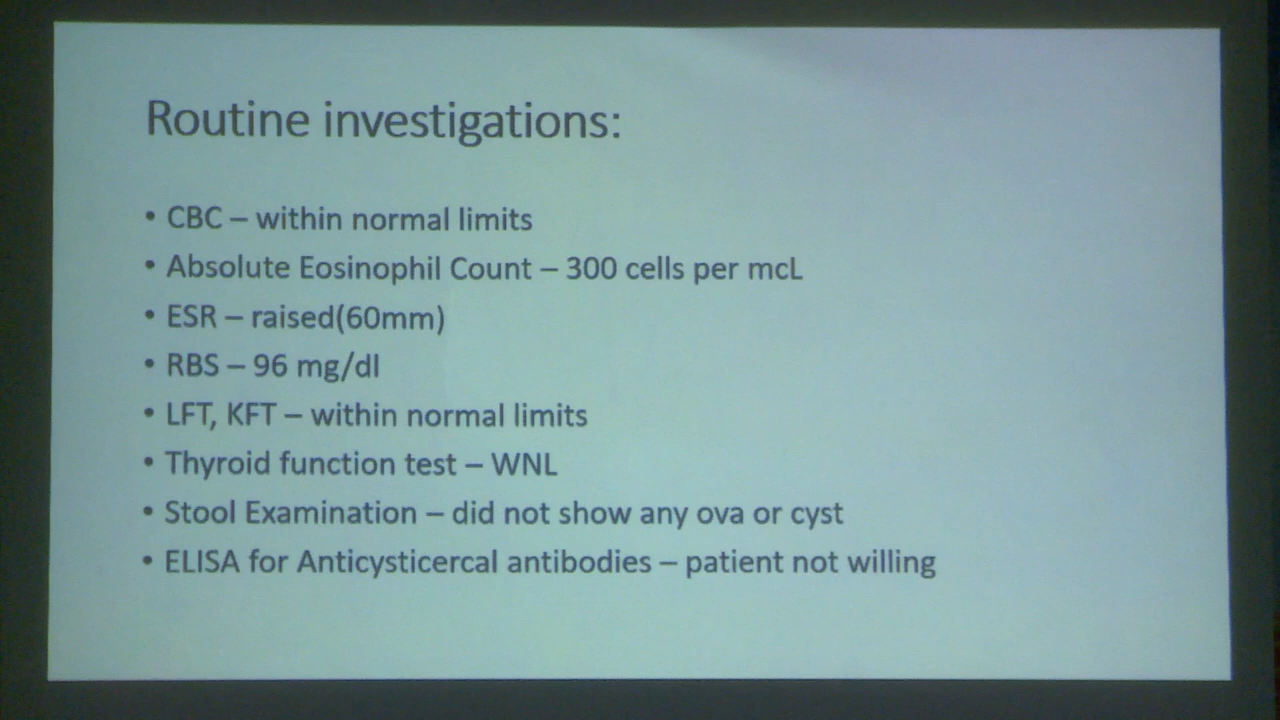 Routine investigations:
• CBC – within normal limits
• Absolute Eosinophil Count – 300 cells per mcL
• ESR – raised(60mm)
• RBS – 96 mg/dl
• LFT, KFT – within normal limits
• Thyroid function test – WNL
• Stool Examination – did not show any ova or cyst
• ELISA for Anticysticercal antibodies – patient not willing